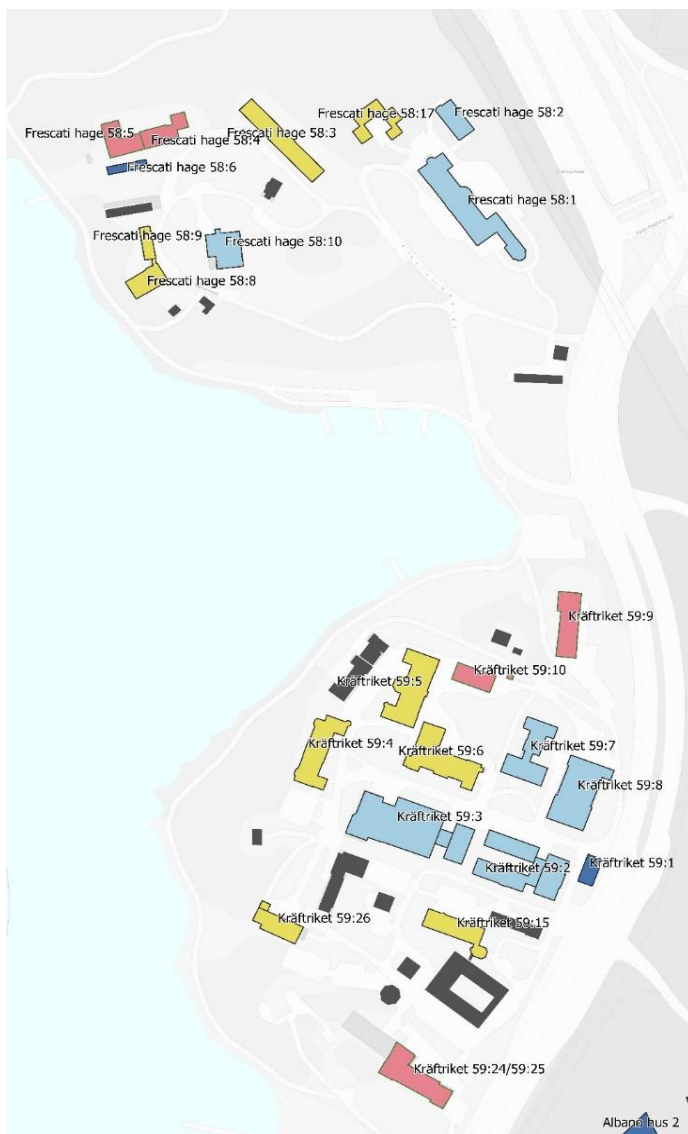 Frescati hage 58:17
Frescati hage 58:2
Frescati hage 58:5
Frescati hage 58:4
Frescati hage 58:3
Frescati hage 58:6
Frescati hage 58:1
Frescati hage 58:9
Frescati hage 58:10
Frescati hage 58:8
Kräftriket 59:9
Kräftriket 59:10
Kräftriket 59:5
Kräftriket 59:4
Kräftriket 59:6
Kräftriket 59:7
Kräftriket 59:8
Kräftriket 59:3
Kräftriket 59:2
Kräftriket 59:1
Kräftriket 59:26
Kräftriket 59:15
Kräftriket 59:24/59:25
Albano hus 2